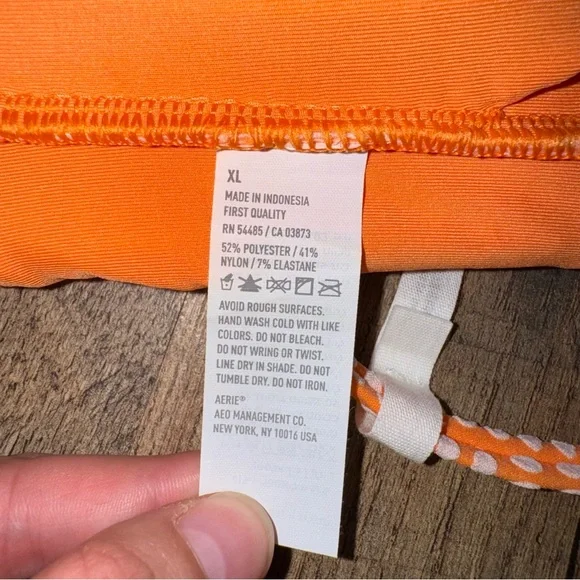 XL
MADE IN INDONESIA
FIRST QUALITY
RN 54485 / CA 03873
52% POLYESTER / 41%
NYLON / 7% ELASTANE
AVOID ROUGH SURFACES.
HAND WASH COLD WITH LIKE
COLORS. DO NOT BLEACH.
DO NOT WRING OR TWIST.
LINE DRY IN SHADE. DO NOT
TUMBLE DRY. DO NOT IRON.
AERIE®
AEO MANAGEMENT CO.
NEW YORK, NY 10016 USA